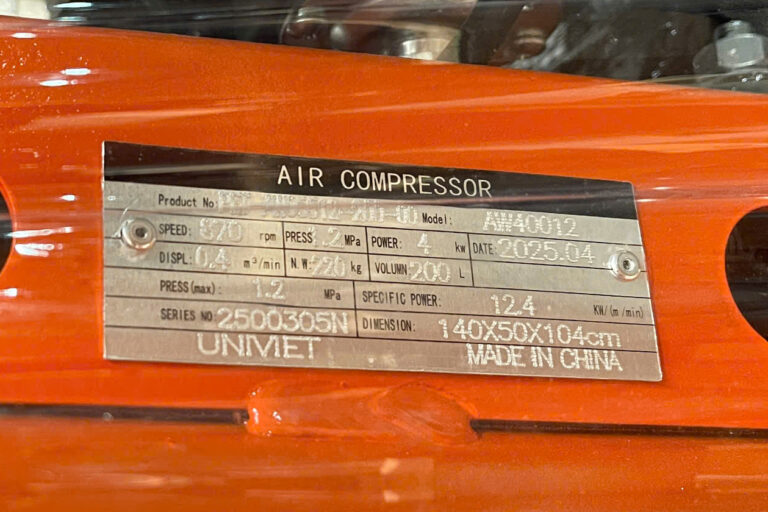 AIR COMPRESSOR
Product No: Model: AW40012
SPEED: 870 rpm PRESS 1.2 MPa POWER: 4 kw DATE 2025.04
DISPL: 0.4 m³/min N.W: 220 kg VOLUMN: 200 L
PRESS(max): 1.2 MPa SPECIFIC POWER: 12.4 KW/(m³/min)
SERIES NO 2500305N DIMENSION: 140X50X104cm
UNIVIET MADE IN CHINA